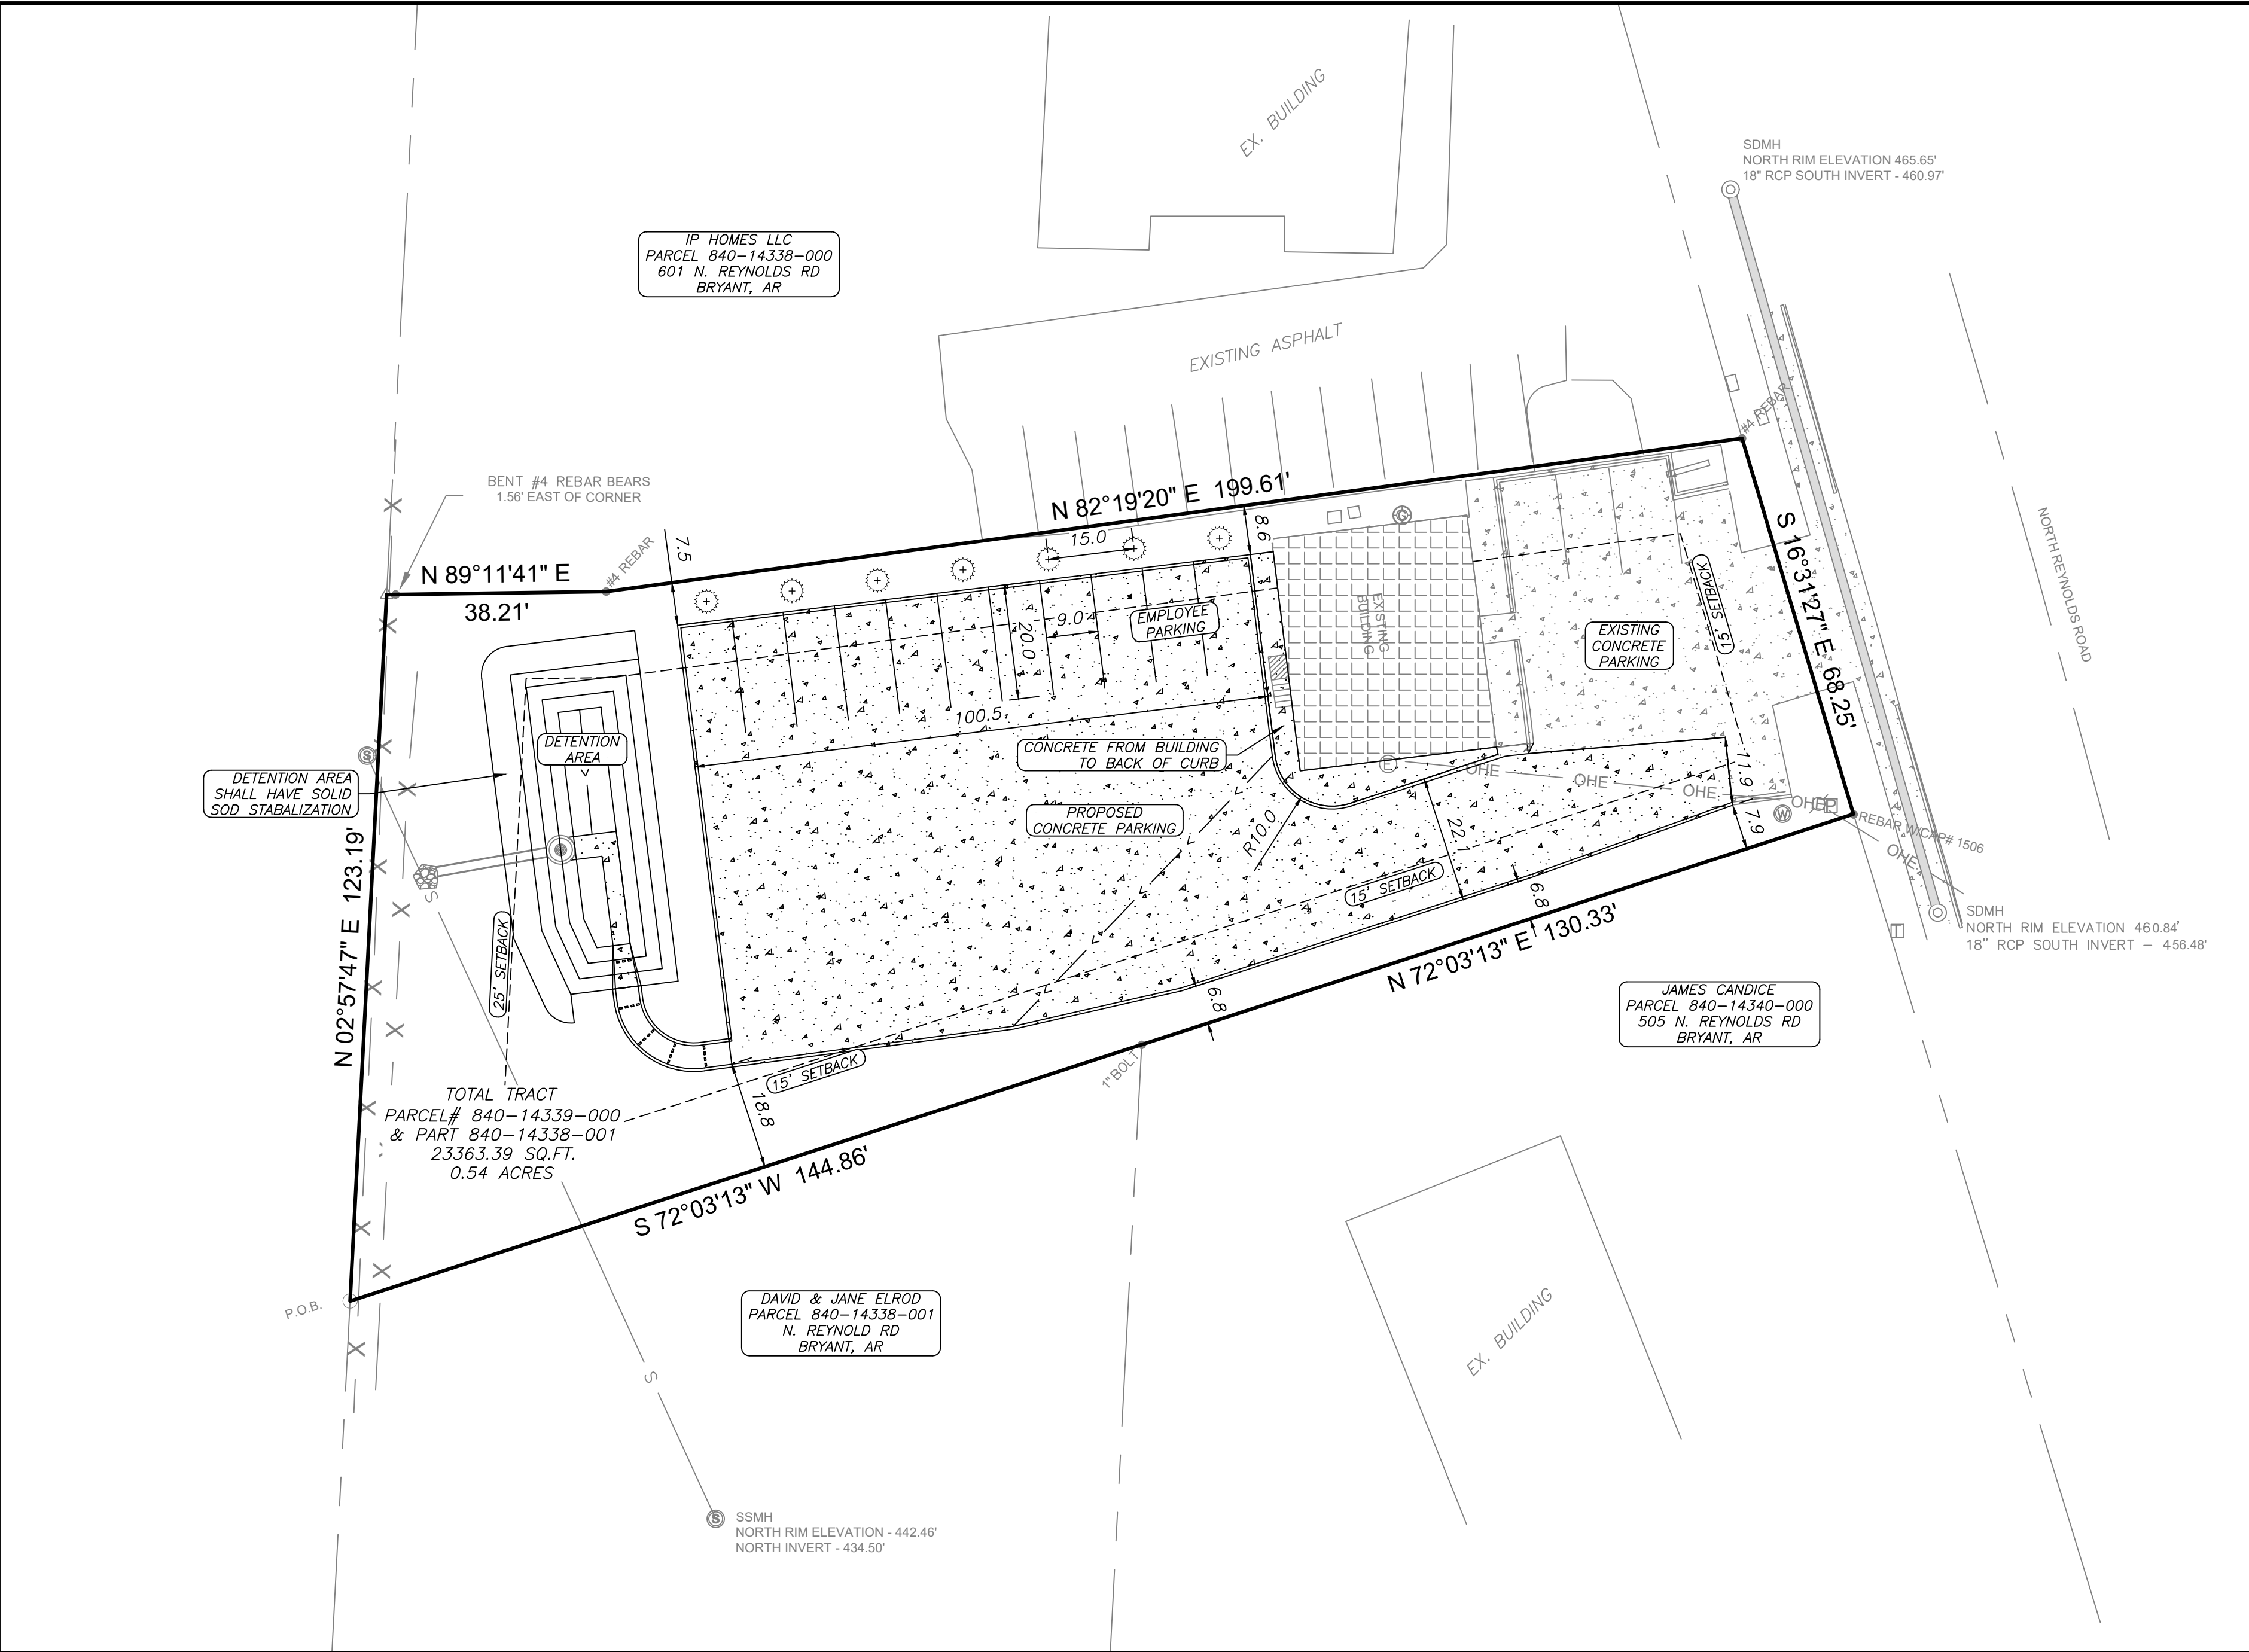 EX. BUILDING
SDMH
NORTH RIM ELEVATION 465.65'
18" RCP SOUTH INVERT - 460.97'
IP HOMES LLC
PARCEL 840-14338-000
601 N. REYNOLDS RD
BRYANT, AR
EXISTING ASPHALT
#4 REBAR
BENT #4 REBAR BEARS
1.56' EAST OF CORNER
N 82°19'20" E 199.61'
NORTH REYNOLDS ROAD
#4 REBAR
N 89°11'41" E
38.21'
7.5
15.0
8.6
S 16°31'27" E 68.25'
15' SETBACK
EMPLOYEE
PARKING
9.0
20.0
EXISTING
BUILDING
EXISTING
CONCRETE
PARKING
100.5
DETENTION
AREA
CONCRETE FROM BUILDING
TO BACK OF CURB
DETENTION AREA
SHALL HAVE SOLID
SOD STABALIZATION
S
G
E
OHE
OHE
OHE
OHE
P
W
11.9
7.9
REBAR W/CAP# 1506
OHE
PROPOSED
CONCRETE PARKING
R10.0
22.1
15' SETBACK
6.8
N 02°57'47" E 123.19'
S
25' SETBACK
SDMH
NORTH RIM ELEVATION 460.84'
18" RCP SOUTH INVERT – 456.48'
T
N 72°03'13" E 130.33'
6.8
JAMES CANDICE
PARCEL 840-14340-000
505 N. REYNOLDS RD
BRYANT, AR
1" BOLT
15' SETBACK
18.8
TOTAL TRACT
PARCEL# 840-14339-000
& PART 840-14338-001
23363.39 SQ.FT.
0.54 ACRES
S 72°03'13" W 144.86'
P.O.B.
DAVID & JANE ELROD
PARCEL 840-14338-001
N. REYNOLD RD
BRYANT, AR
EX. BUILDING
S
S
SSMH
NORTH RIM ELEVATION - 442.46'
NORTH INVERT - 434.50'